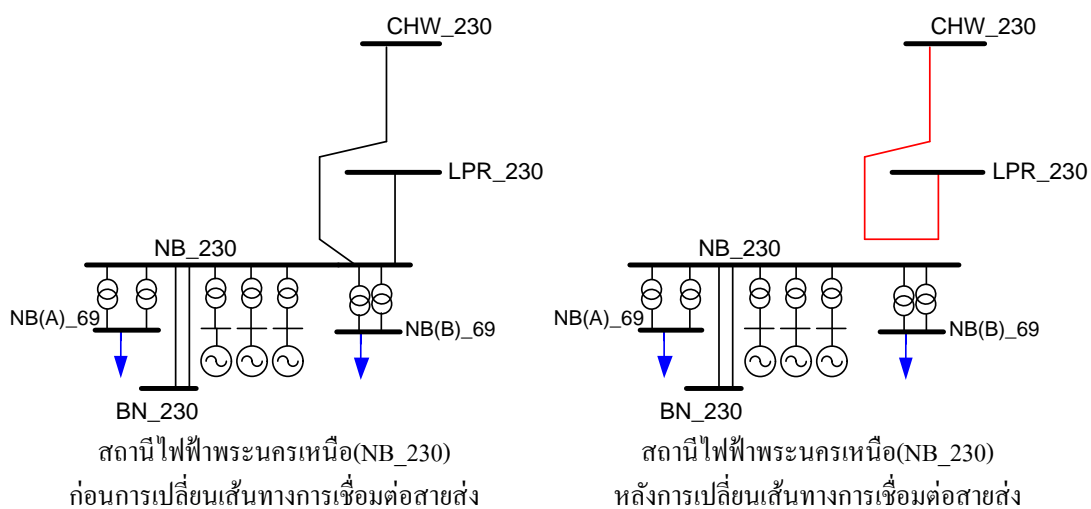 CHW_230
LPR_230
NB_230
NB(A)_69
NB(B)_69
BN_230
สถานีไฟฟ้าพระนครเหนือ(NB_230)
ก่อนการเปลี่ยนเส้นทางการเชื่อมต่อสายส่ง
CHW_230
LPR_230
NB_230
NB(A)_69
NB(B)_69
BN_230
สถานีไฟฟ้าพระนครเหนือ(NB_230)
หลังการเปลี่ยนเส้นทางการเชื่อมต่อสายส่ง